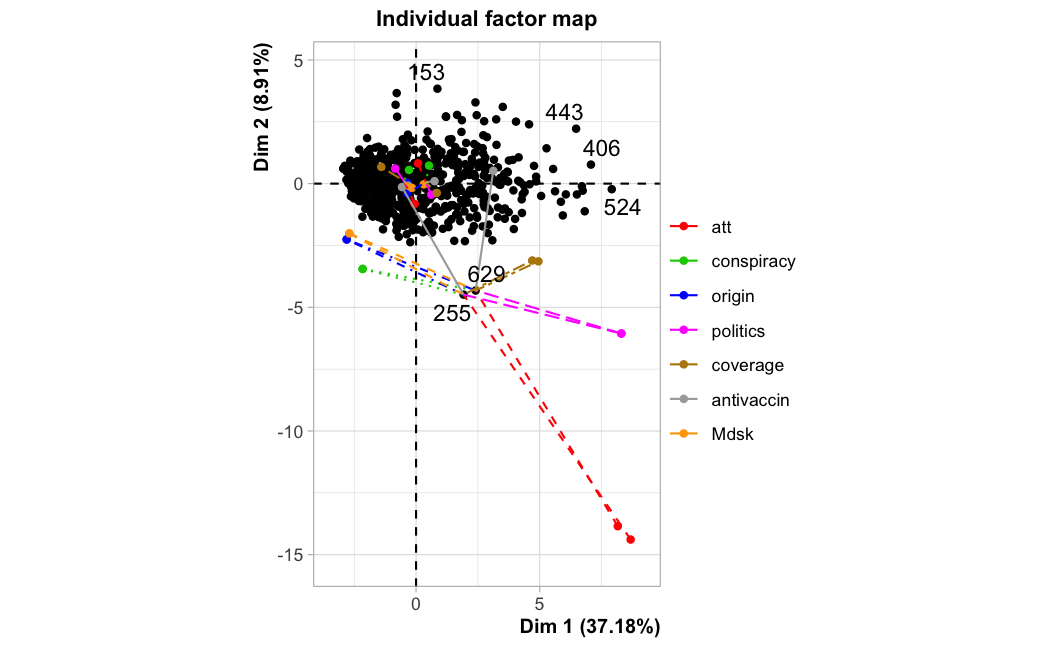 Individual factor map
Dim 2 (8.91%)
5
0
-5
-10
-15
153
443
406
524
629
255
0
5
Dim 1 (37.18%)
att
conspiracy
origin
politics
coverage
antivaccin
Mdsk